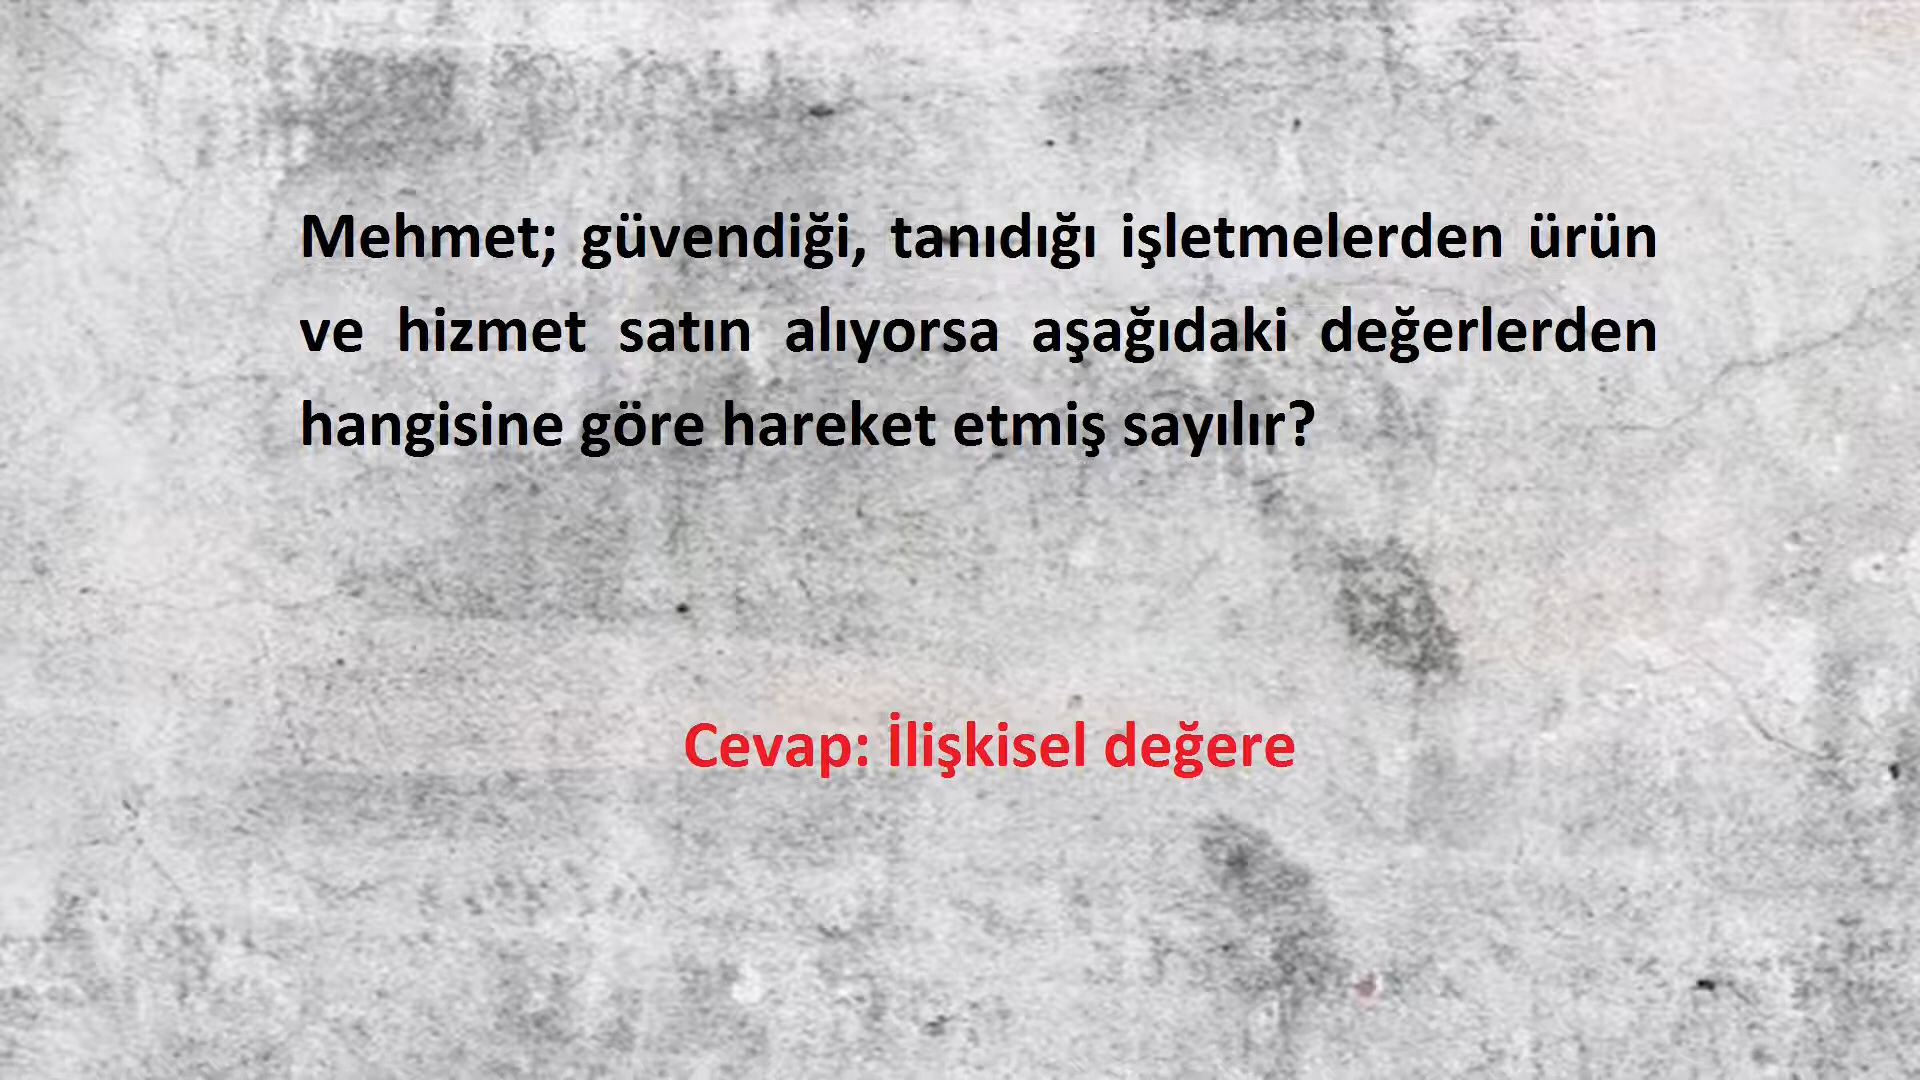 Mehmet; güvendiği, tanıdığı işletmelerden ürün
ve hizmet satın alıyorsa aşağıdaki değerlerden
hangisine göre hareket etmiş sayılır?
Cevap: İlişkisel değere